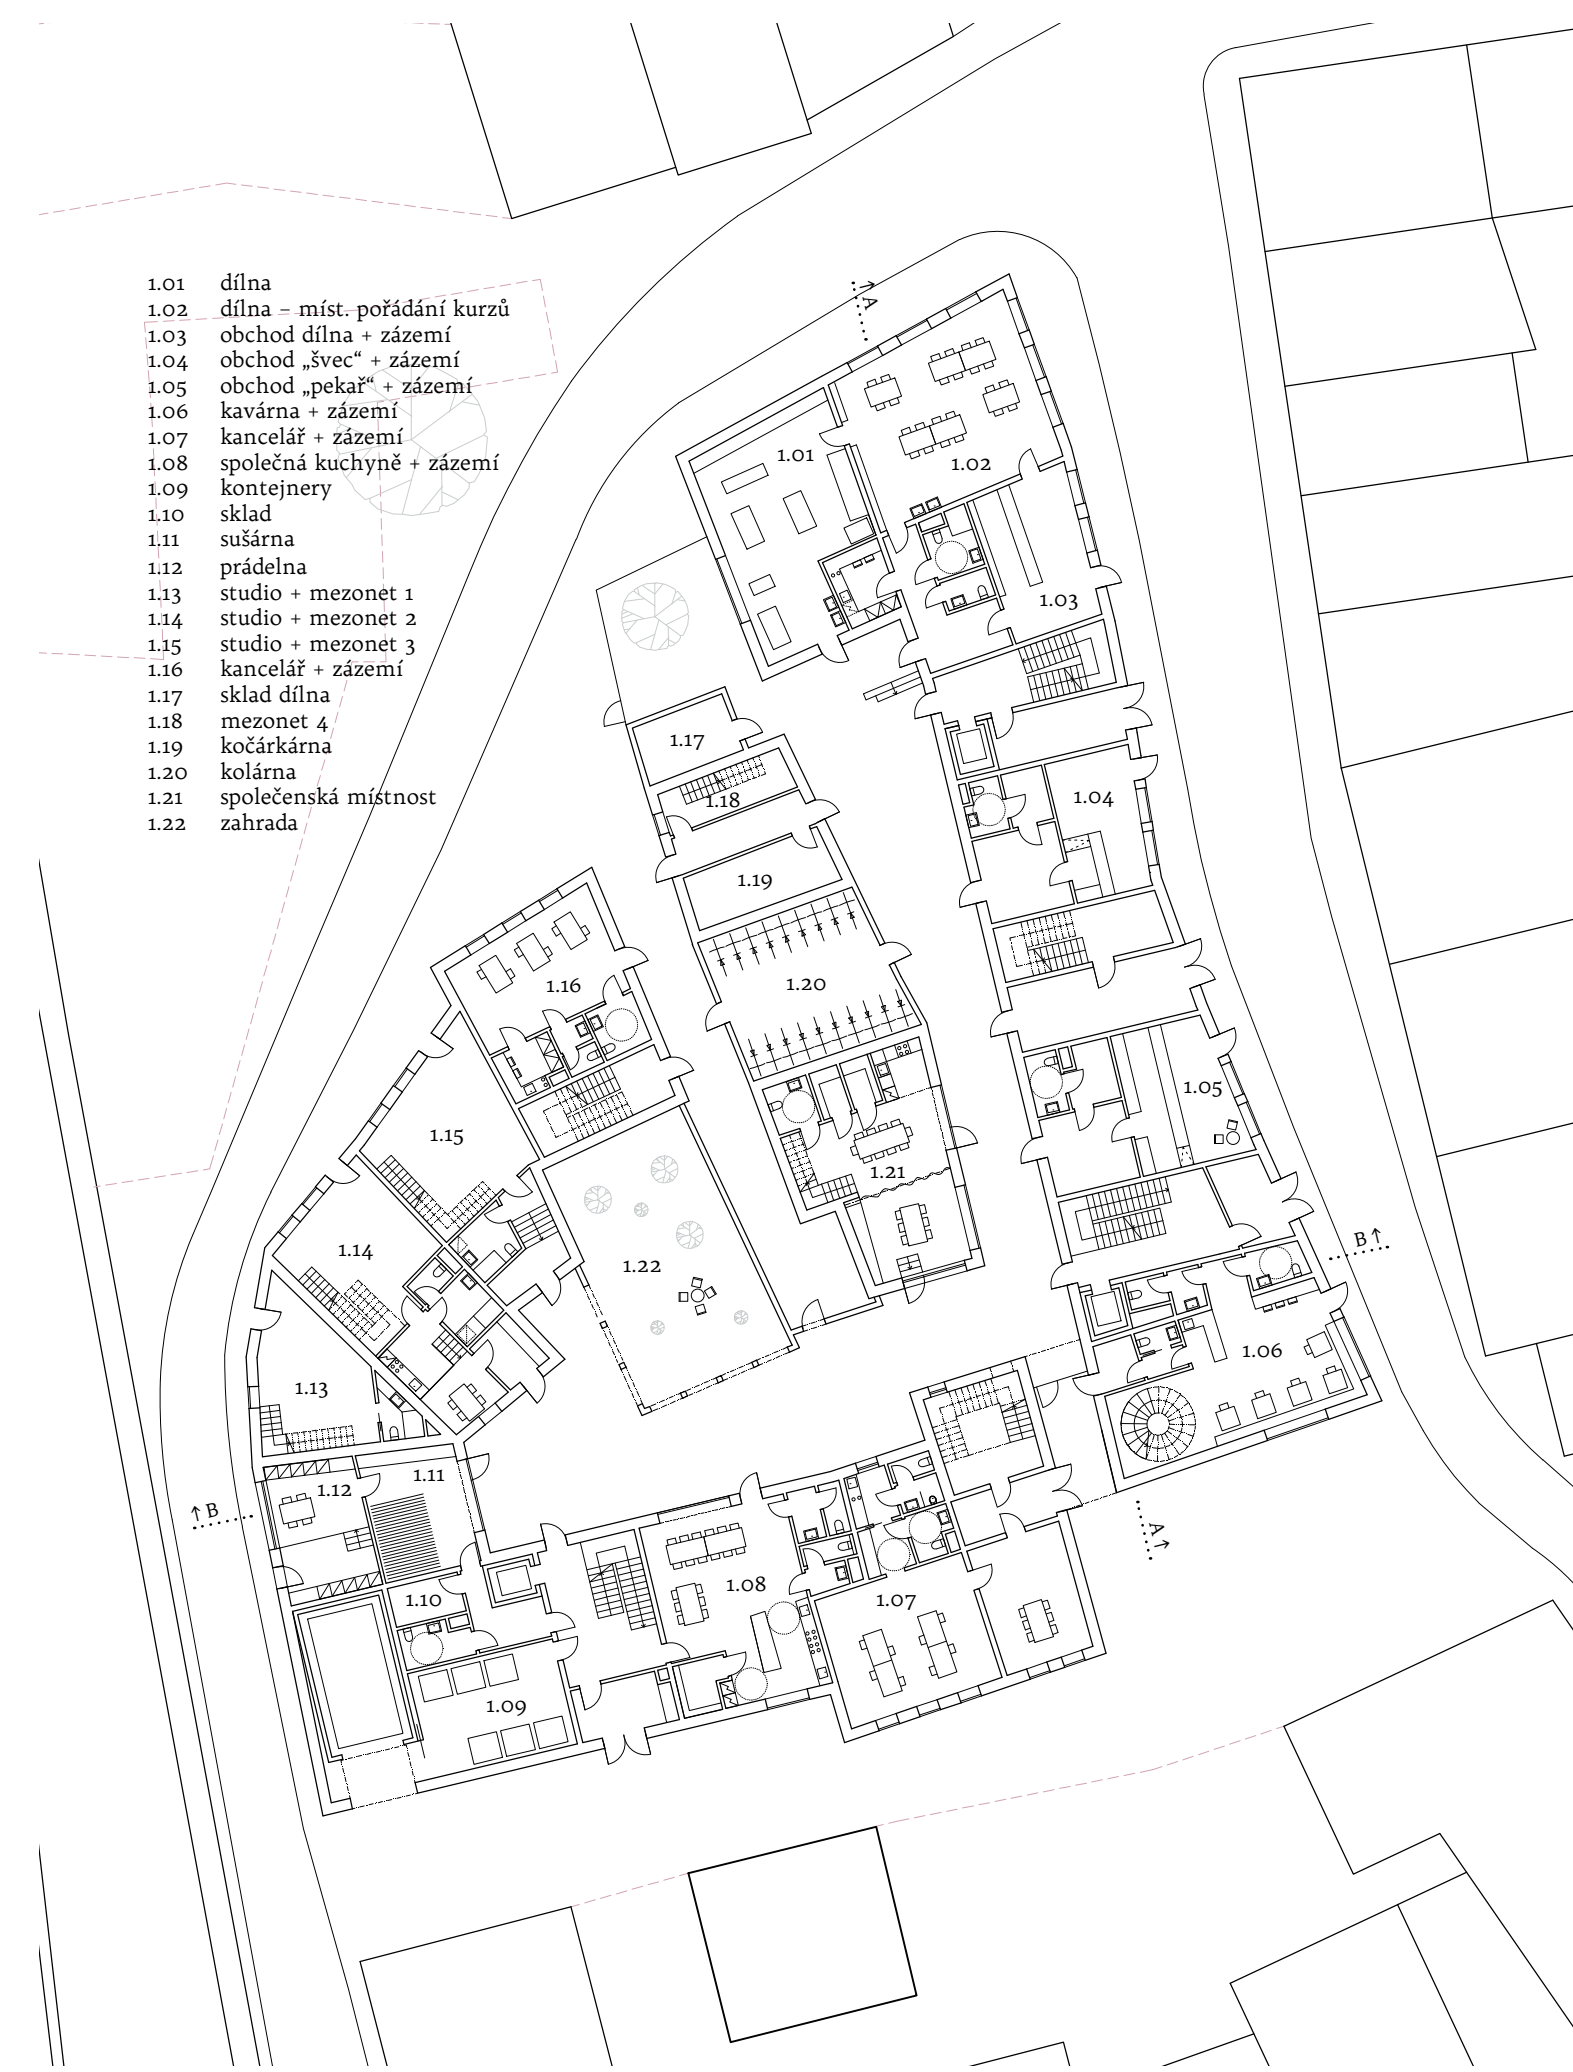 1.01 dílna
1.02 dílna – míst. pořádání kurzů
1.03 obchod dílna + zázemí
1.04 obchod „švec“ + zázemí
1.05 obchod „pekař“ + zázemí
1.06 kavárna + zázemí
1.07 kancelář + zázemí
1.08 společná kuchyně + zázemí
1.09 kontejnery
1.10 sklad
1.11 sušárna
1.12 prádelna
1.13 studio + mezonet 1
1.14 studio + mezonet 2
1.15 studio + mezonet 3
1.16 kancelář + zázemí
1.17 sklad dílna
1.18 mezonet 4
1.19 kočárkárna
1.20 kolárna
1.21 společenská místnost
1.22 zahrada
↑A
1.01
1.02
1.03
1.17
1.18
1.04
1.19
1.20
1.16
1.05
1.15
1.21
1.14
1.22
B↑
1.06
1.13
1.11
1.12
↑B
A↑
1.08
1.10
1.07
1.09